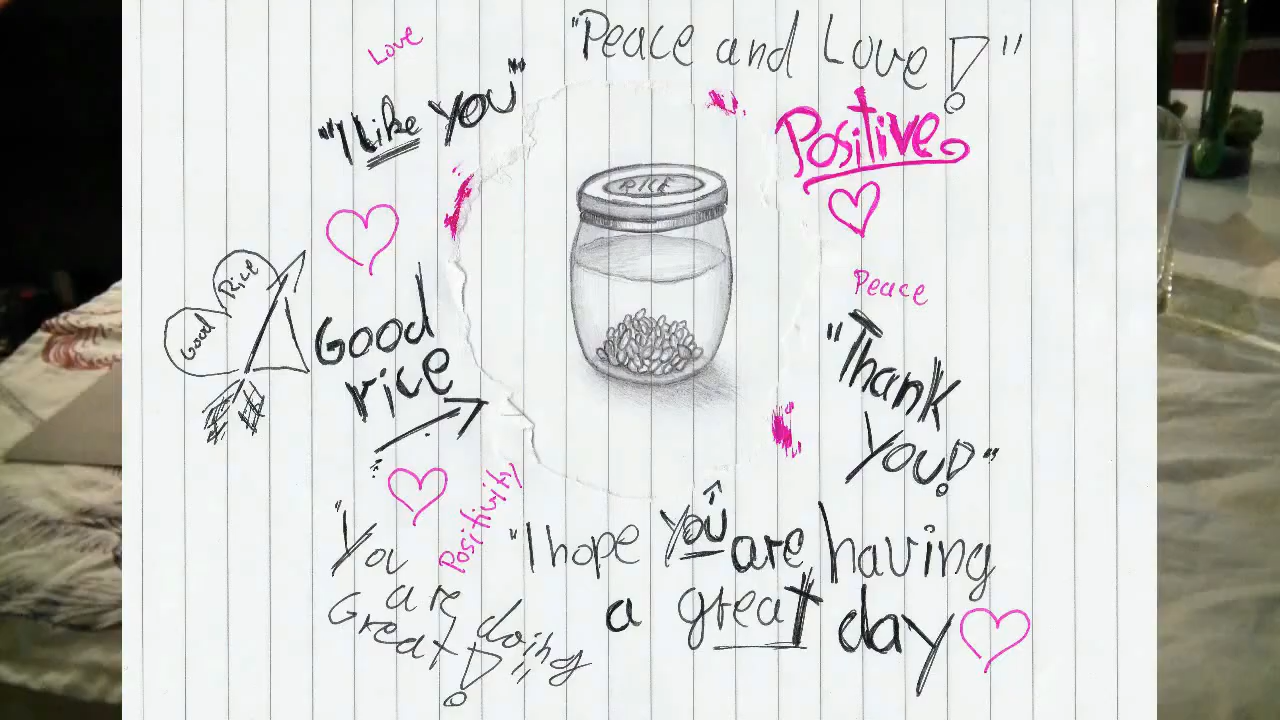 Love
"Peace and Love!"
"I Like YOU"
Positive
RICE
Good Rice
Peace
Good
rice
"Thank
You!"
Positivity
"You
are
Great doing!"
"I hope you are having
a great day